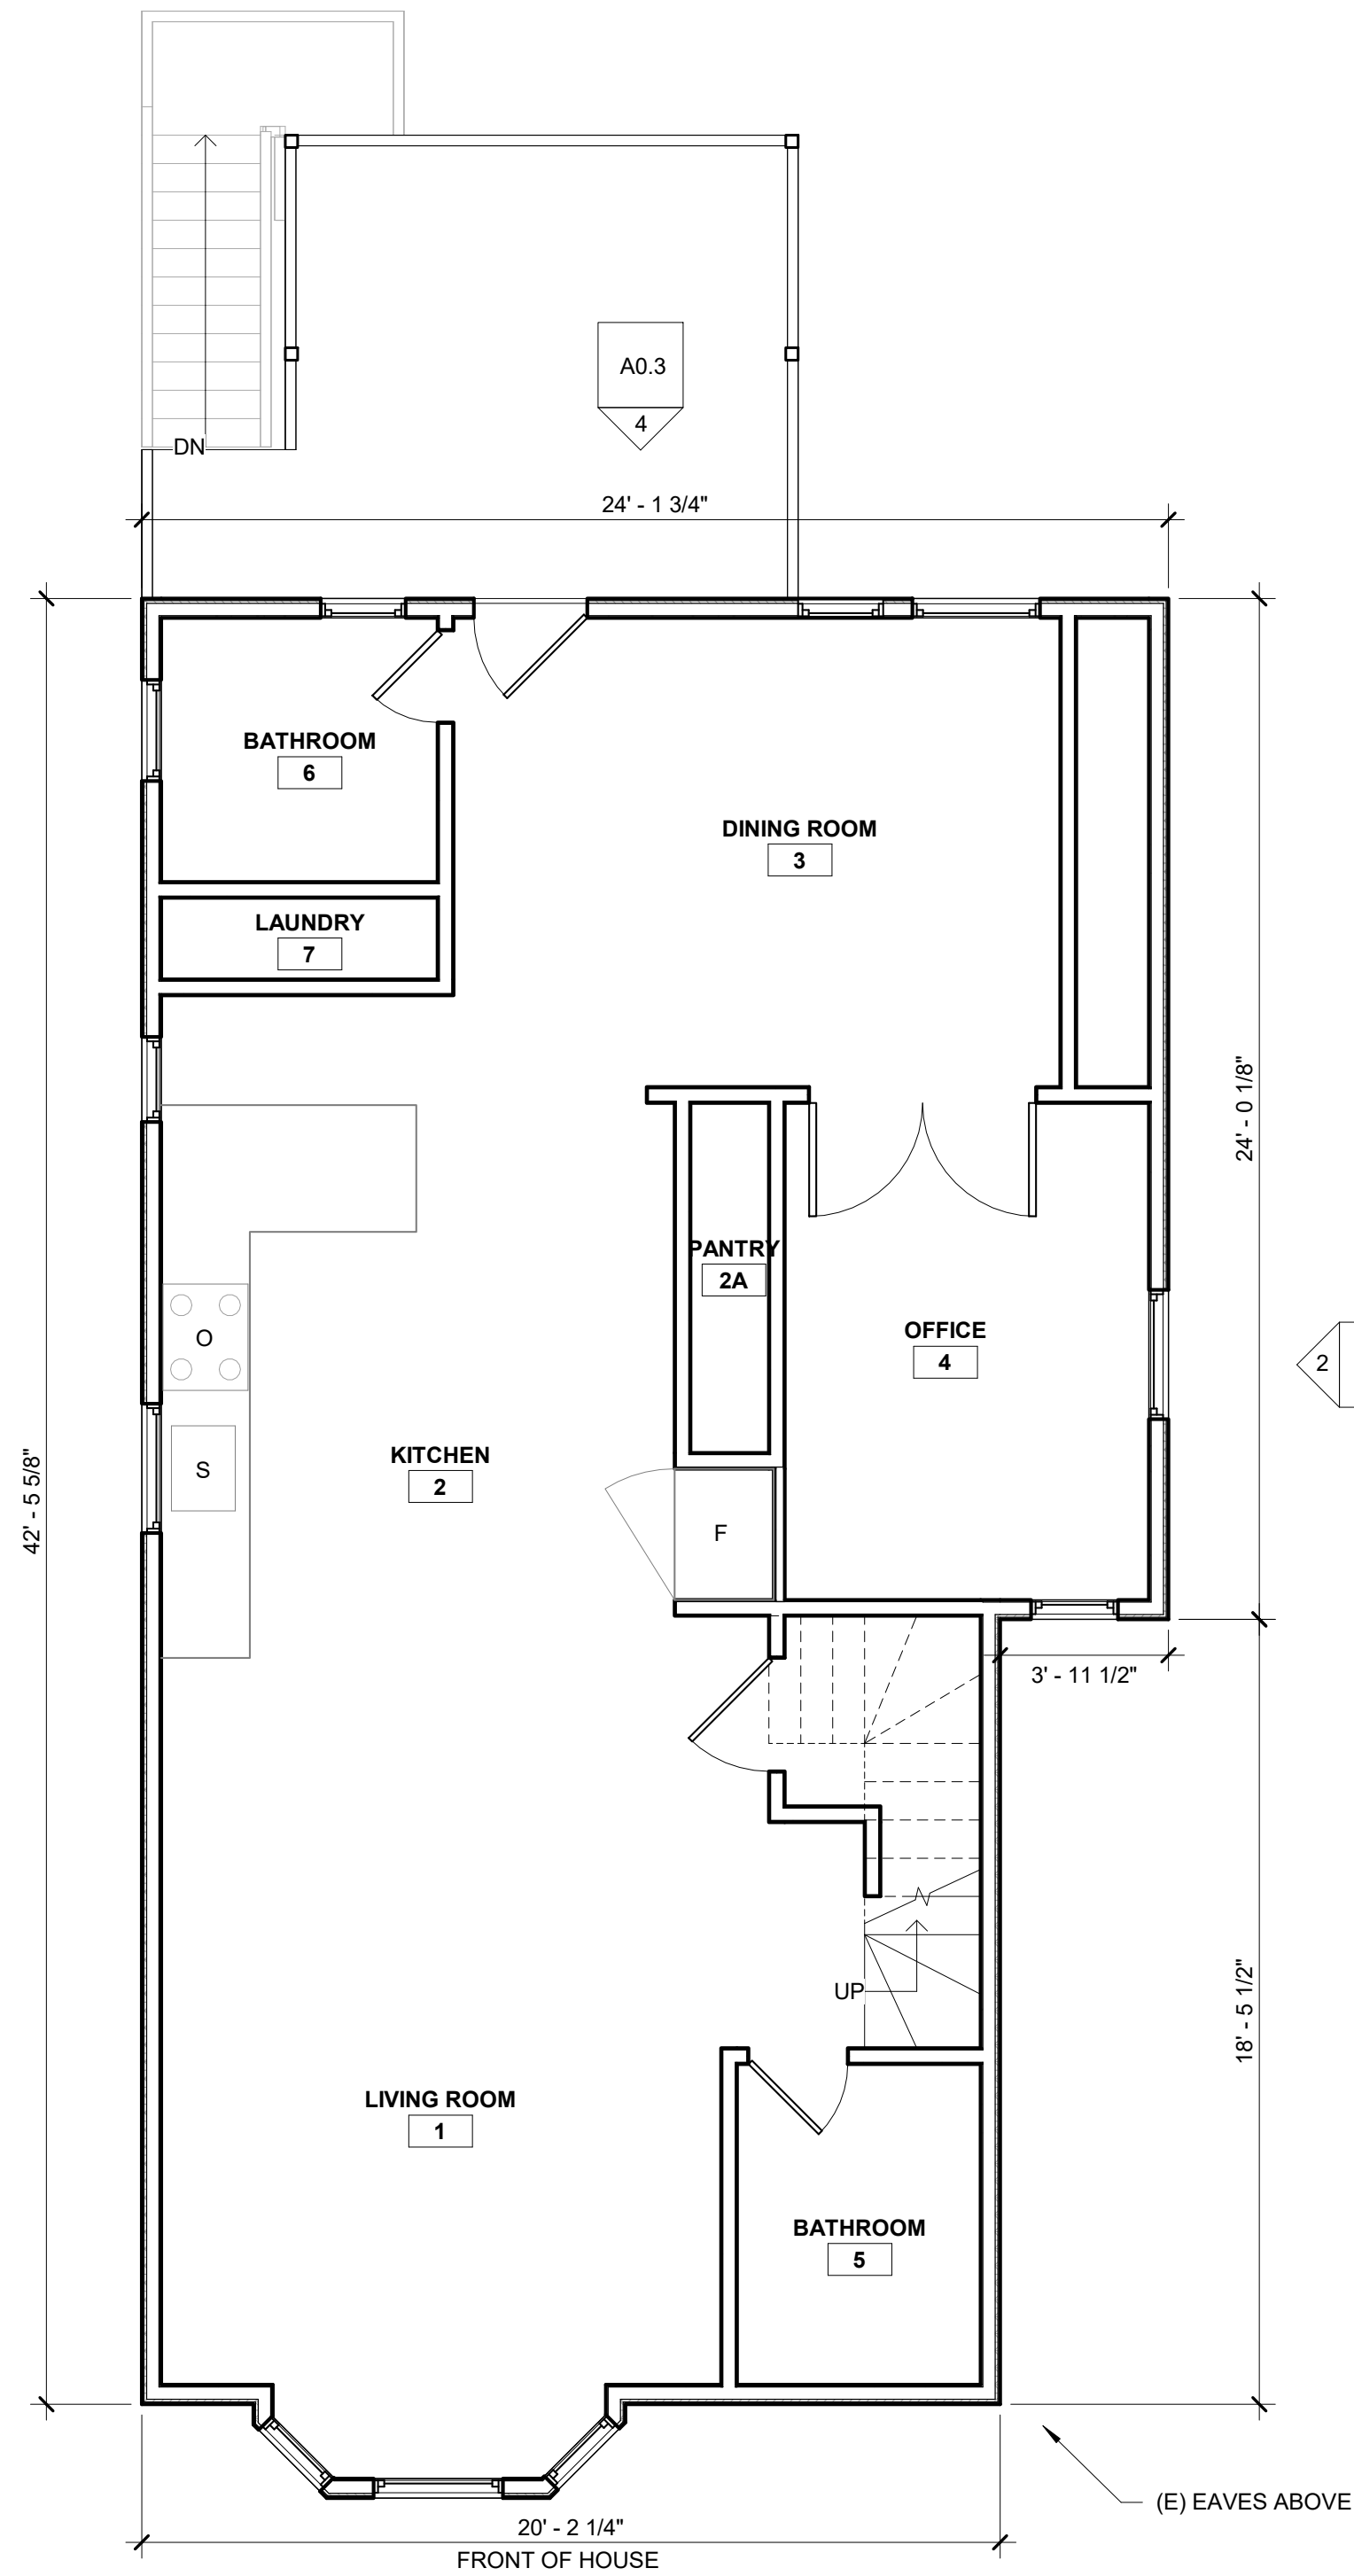 A0.3
4
DN
24' - 1 3/4"
BATHROOM
6
DINING ROOM
3
LAUNDRY
7
24' - 0 1/8"
PANTRY
2A
OFFICE
4
2
O
KITCHEN
2
S
42' - 5 5/8"
F
3' - 11 1/2"
UP
18' - 5 1/2"
LIVING ROOM
1
BATHROOM
5
(E) EAVES ABOVE
20' - 2 1/4"
FRONT OF HOUSE